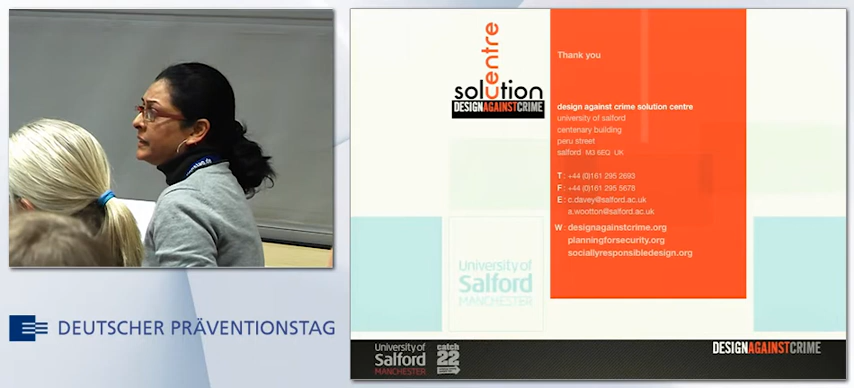 centre
solution
DESIGNAGAINSTCRIME
Thank you
design against crime solution centre
university of salford
centenary building
peru street
salford M3 6EQ UK
T : +44 (0)161 295 2693
F : +44 (0)161 295 5678
E : c.davey@salford.ac.uk
a.wootton@salford.ac.uk
W : designagainstcrime.org
planningforsecurity.org
sociallyresponsibledesign.org
University of
Salford
MANCHESTER
DEUTSCHER PRÄVENTIONSTAG
University of
Salford
MANCHESTER
catch
22
DESIGNAGAINSTCRIME